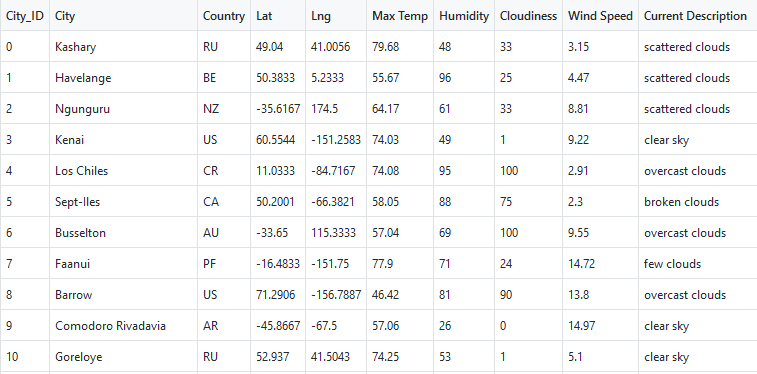 City_ID City Country Lat Lng Max Temp Humidity Cloudiness Wind Speed Current Description
0 Kashary RU 49.04 41.0056 79.68 48 33 3.15 scattered clouds
1 Havelange BE 50.3833 5.2333 55.67 96 25 4.47 scattered clouds
2 Ngunguru NZ -35.6167 174.5 64.17 61 33 8.81 scattered clouds
3 Kenai US 60.5544 -151.2583 74.03 49 1 9.22 clear sky
4 Los Chiles CR 11.0333 -84.7167 74.08 95 100 2.91 overcast clouds
5 Sept-Iles CA 50.2001 -66.3821 58.05 88 75 2.3 broken clouds
6 Busselton AU -33.65 115.3333 57.04 69 100 9.55 overcast clouds
7 Faanui PF -16.4833 -151.75 77.9 71 24 14.72 few clouds
8 Barrow US 71.2906 -156.7887 46.42 81 90 13.8 overcast clouds
9 Comodoro Rivadavia AR -45.8667 -67.5 57.06 26 0 14.97 clear sky
10 Goreloye RU 52.937 41.5043 74.25 53 1 5.1 clear sky